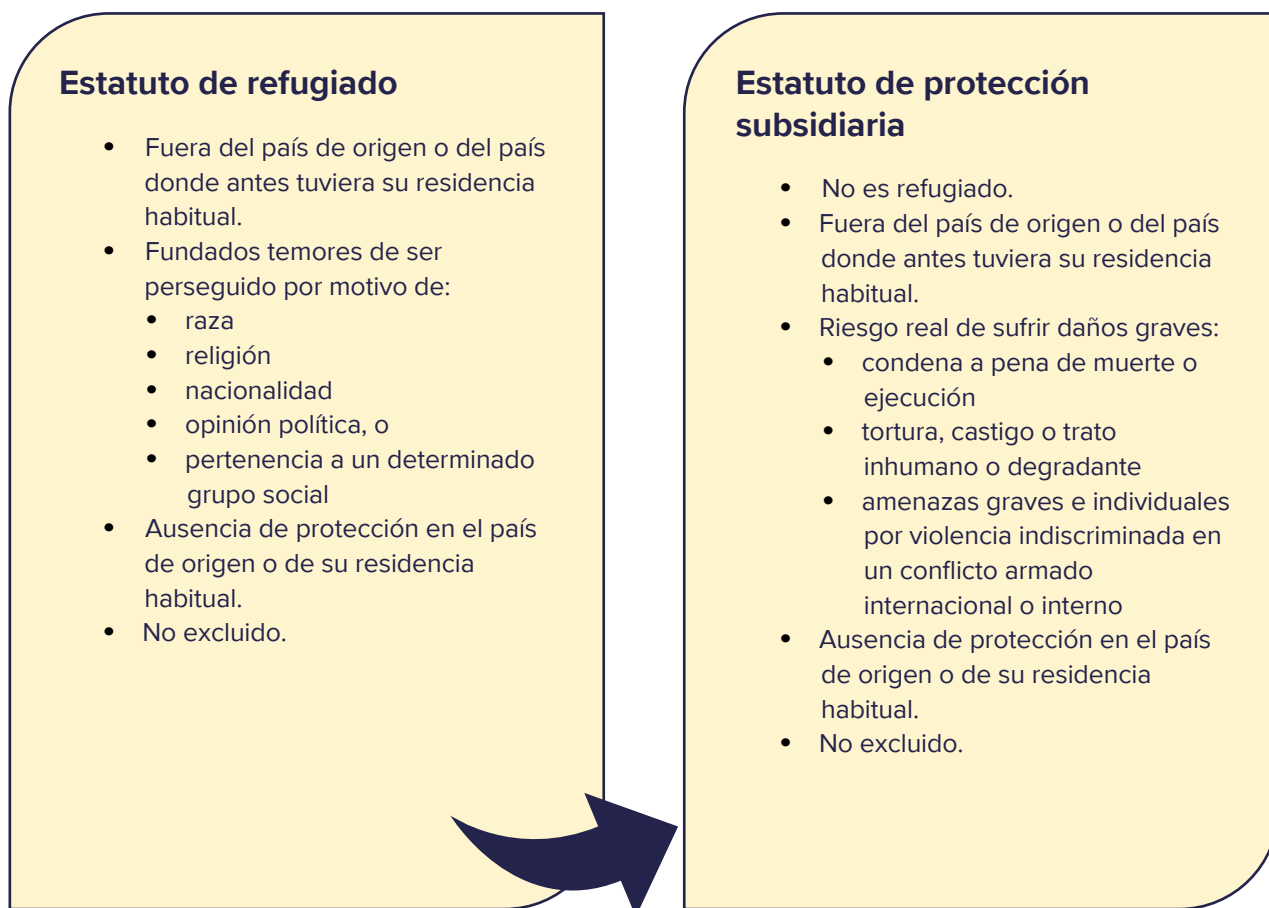 Estatuto de refugiado
• Fuera del país de origen o del país
donde antes tuviera su residencia
habitual.
• Fundados temores de ser
perseguido por motivo de:
• raza
• religión
• nacionalidad
• opinión política, o
• pertenencia a un determinado
grupo social
• Ausencia de protección en el país
de origen o de su residencia
habitual.
• No excluido.
Estatuto de protección
subsidiaria
• No es refugiado.
• Fuera del país de origen o del país
donde antes tuviera su residencia
habitual.
• Riesgo real de sufrir daños graves:
• condena a pena de muerte o
ejecución
• tortura, castigo o trato
inhumano o degradante
• amenazas graves e individuales
por violencia indiscriminada en
un conflicto armado
internacional o interno
• Ausencia de protección en el país
de origen o de su residencia
habitual.
• No excluido.